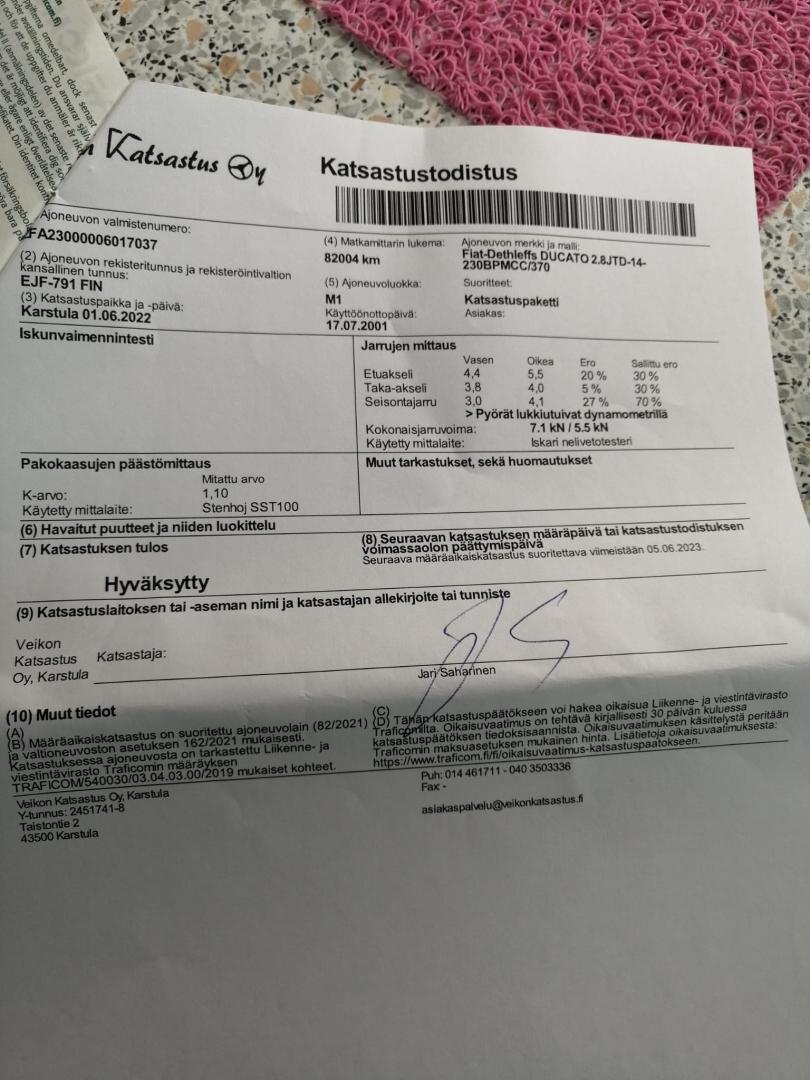 Katsastus Oy
Katsastustodistus
Ajoneuvon valmistenumero:
ZFA23000006017037
(4) Matkamittarin lukema:
82004 km
Ajoneuvon merkki ja malli:
Fiat-Dethleffs DUCATO 2.8JTD-14-
230BPMCC/370
(2) Ajoneuvon rekisteritunnus ja rekisteröintivaltion
kansallinen tunnus:
EJF-791 FIN
(5) Ajoneuvoluokka:
M1
Suoritteet:
Katsastuspaketti
(3) Katsastuspaikka ja -päivä:
Karstula 01.06.2022
Käyttöönottopäivä:
17.07.2001
Asiakas:
Iskunvaimennintesti
Jarrujen mittaus
Vasen Oikea Ero Sallittu ero
Etuakseli 4,4 5,5 20 % 30 %
Taka-akseli 3,8 4,0 5 % 30 %
Seisontajarru 3,0 4,1 27 % 70 %
> Pyörät lukkiutuivat dynamometrillä
Kokonaisjarruvoima: 7.1 kN / 5.5 kN
Käytetty mittalaite: Iskari nelivetotesteri
Pakokaasujen päästömittaus
Mitattu arvo
K-arvo: 1,10
Käytetty mittalaite: Stenhoj SST100
Muut tarkastukset, sekä huomautukset
(6) Havaitut puutteet ja niiden luokittelu
(7) Katsastuksen tulos
Hyväksytty
(8) Seuraavan katsastuksen määräpäivä tai katsastustodistuksen
voimassaolon päättymispäivä
Seuraava määräaikaiskatsastus suoritettava viimeistään 05.06.2023.
(9) Katsastuslaitoksen tai -aseman nimi ja katsastajan allekirjoite tai tunniste
Veikon
Katsastus
Oy, Karstula
Katsastaja:
Jari Saharinen
(10) Muut tiedot
(A)
(B) Määräaikaiskatsastus on suoritettu ajoneuvolain (82/2021)
ja valtioneuvoston asetuksen 162/2021 mukaisesti.
Katsastuksessa ajoneuvosta on tarkastettu Liikenne- ja
viestintävirasto Traficomin määräyksen
TRAFICOM/540030/03.04.03.00/2019 mukaiset kohteet.
(C)
(D) Tähän katsastuspäätökseen voi hakea oikaisua Liikenne- ja viestintävirasto
Traficomilta. Oikaisuvaatimus on tehtävä kirjallisesti 30 päivän kuluessa
katsastuspäätöksen tiedoksisaannista. Oikaisuvaatimuksen käsittelystä peritään
Traficomin maksuasetuksen mukainen hinta. Lisätietoja oikaisuvaatimuksesta:
https://www.traficom.fi/fi/oikaisuvaatimus-katsastuspaatokseen.
Veikon Katsastus Oy, Karstula
Y-tunnus: 2451741-8
Taistontie 2
43500 Karstula
Puh: 014 461711 - 040 3503336
Fax -
asiakaspalvelu@veikonkatsastus.fi